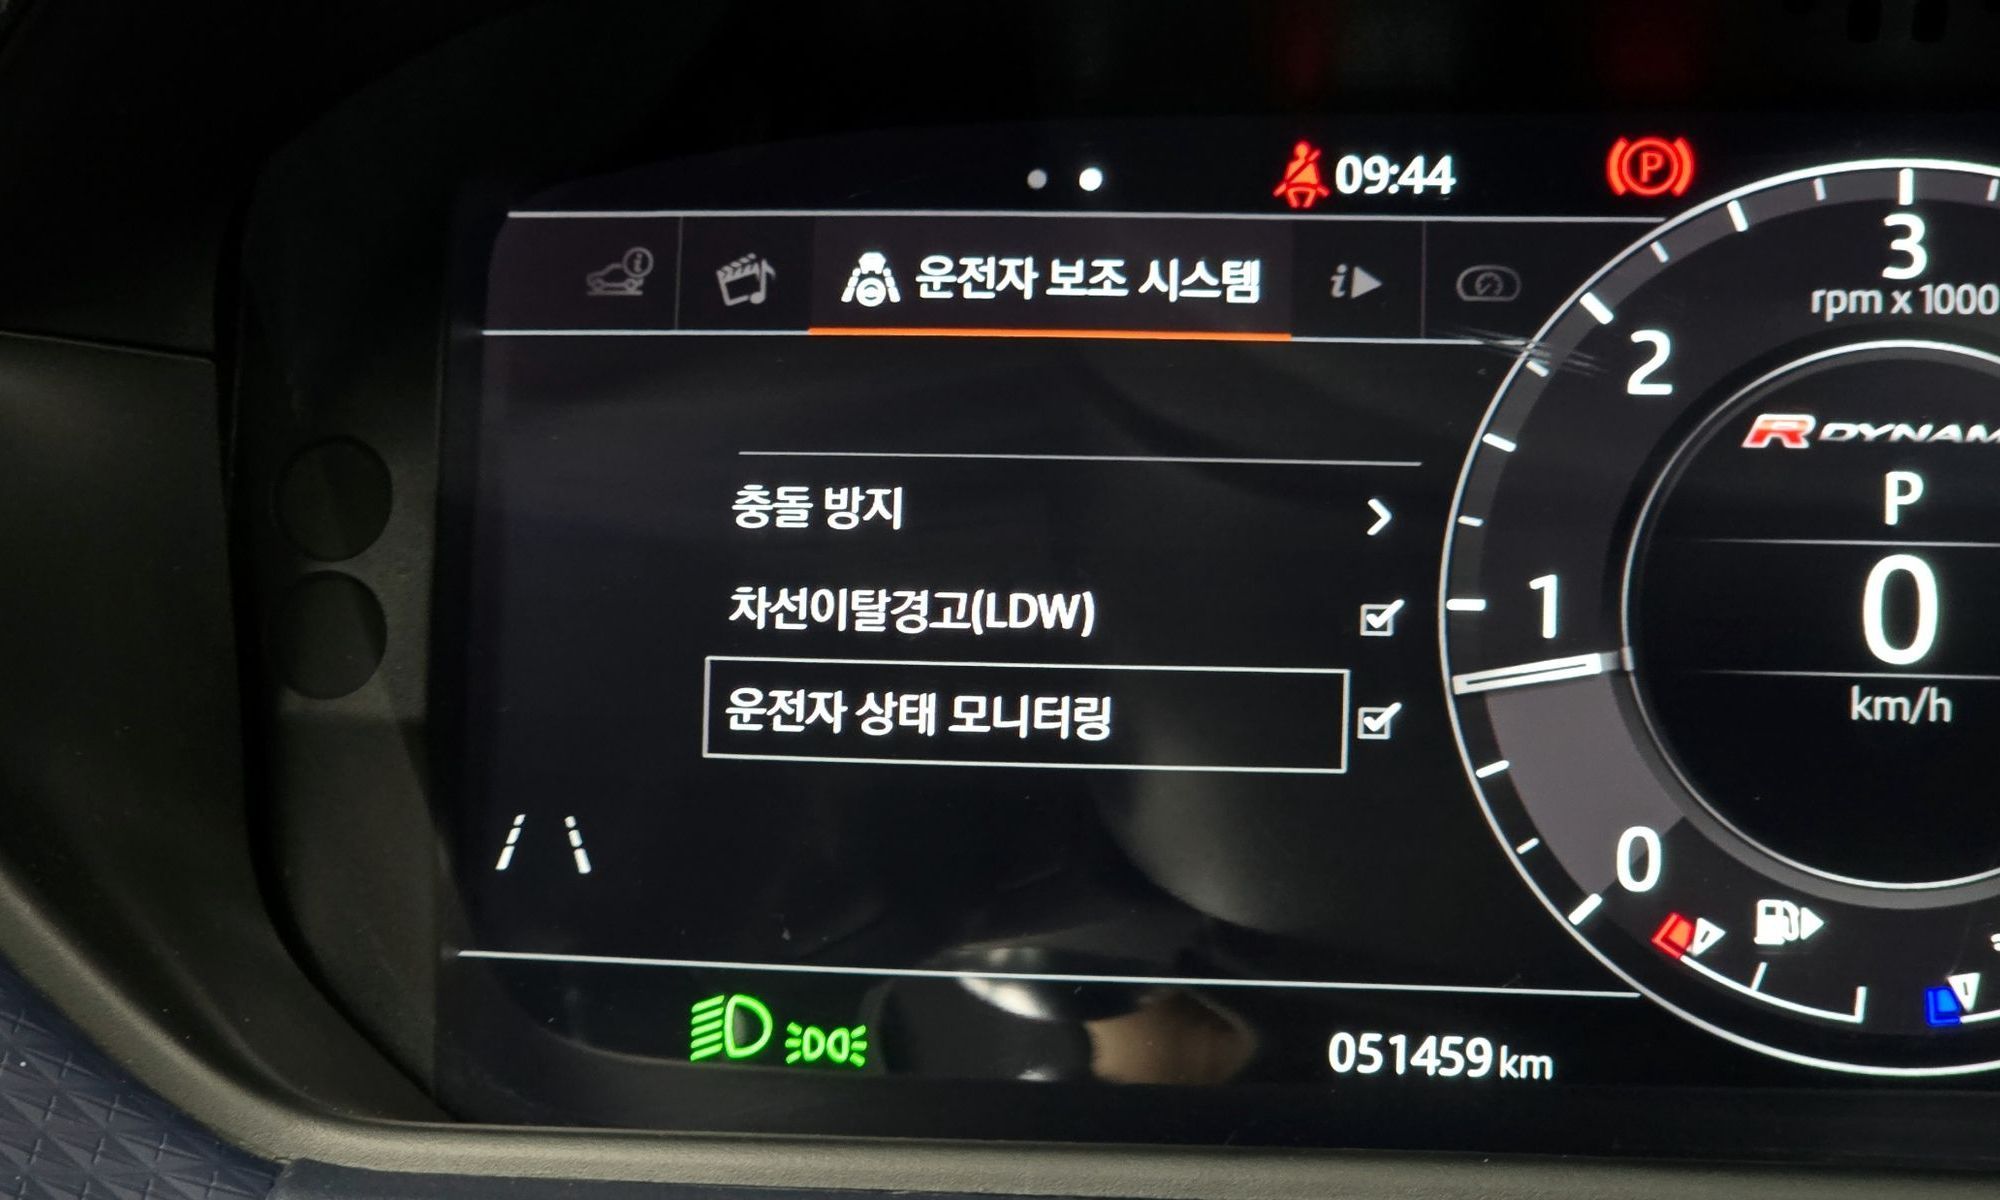 09:44
운전자 보조 시스템
충돌 방지
차선이탈경고(LDW)
운전자 상태 모니터링
051459 km
3
rpm x 1000
2
1
0
P
0
km/h